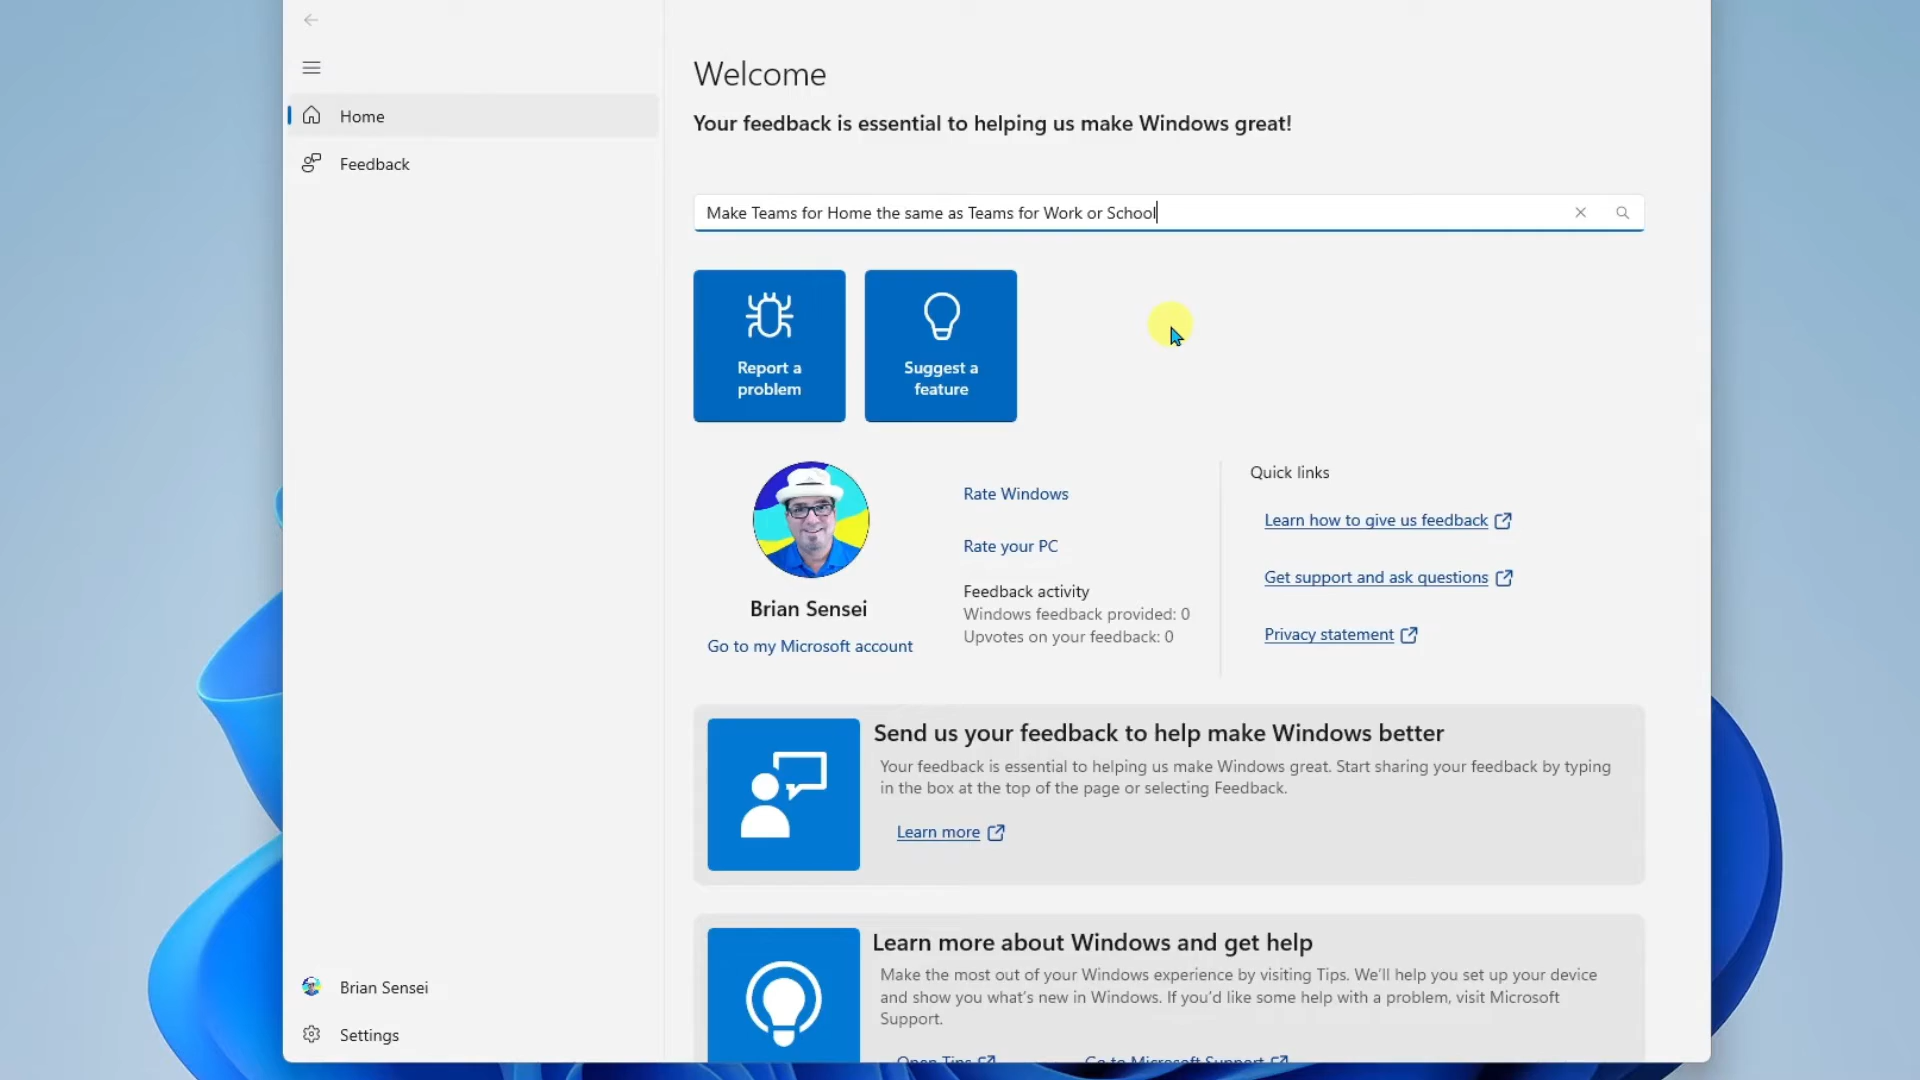 Welcome
Your feedback is essential to helping us make Windows great!
Home
Feedback
Make Teams for Home the same as Teams for Work or School
Report a
problem
Suggest a
feature
Brian Sensei
Go to my Microsoft account
Rate Windows
Rate your PC
Feedback activity
Windows feedback provided: 0
Upvotes on your feedback: 0
Quick links
Learn how to give us feedback
Get support and ask questions
Privacy statement
Send us your feedback to help make Windows better
Your feedback is essential to helping us make Windows great. Start sharing your feedback by typing
in the box at the top of the page or selecting Feedback.
Learn more
Learn more about Windows and get help
Make the most out of your Windows experience by visiting Tips. We'll help you set up your device
and show you what's new in Windows. If you'd like some help with a problem, visit Microsoft
Support.
Open Tips
Go to Microsoft Support
Brian Sensei
Settings